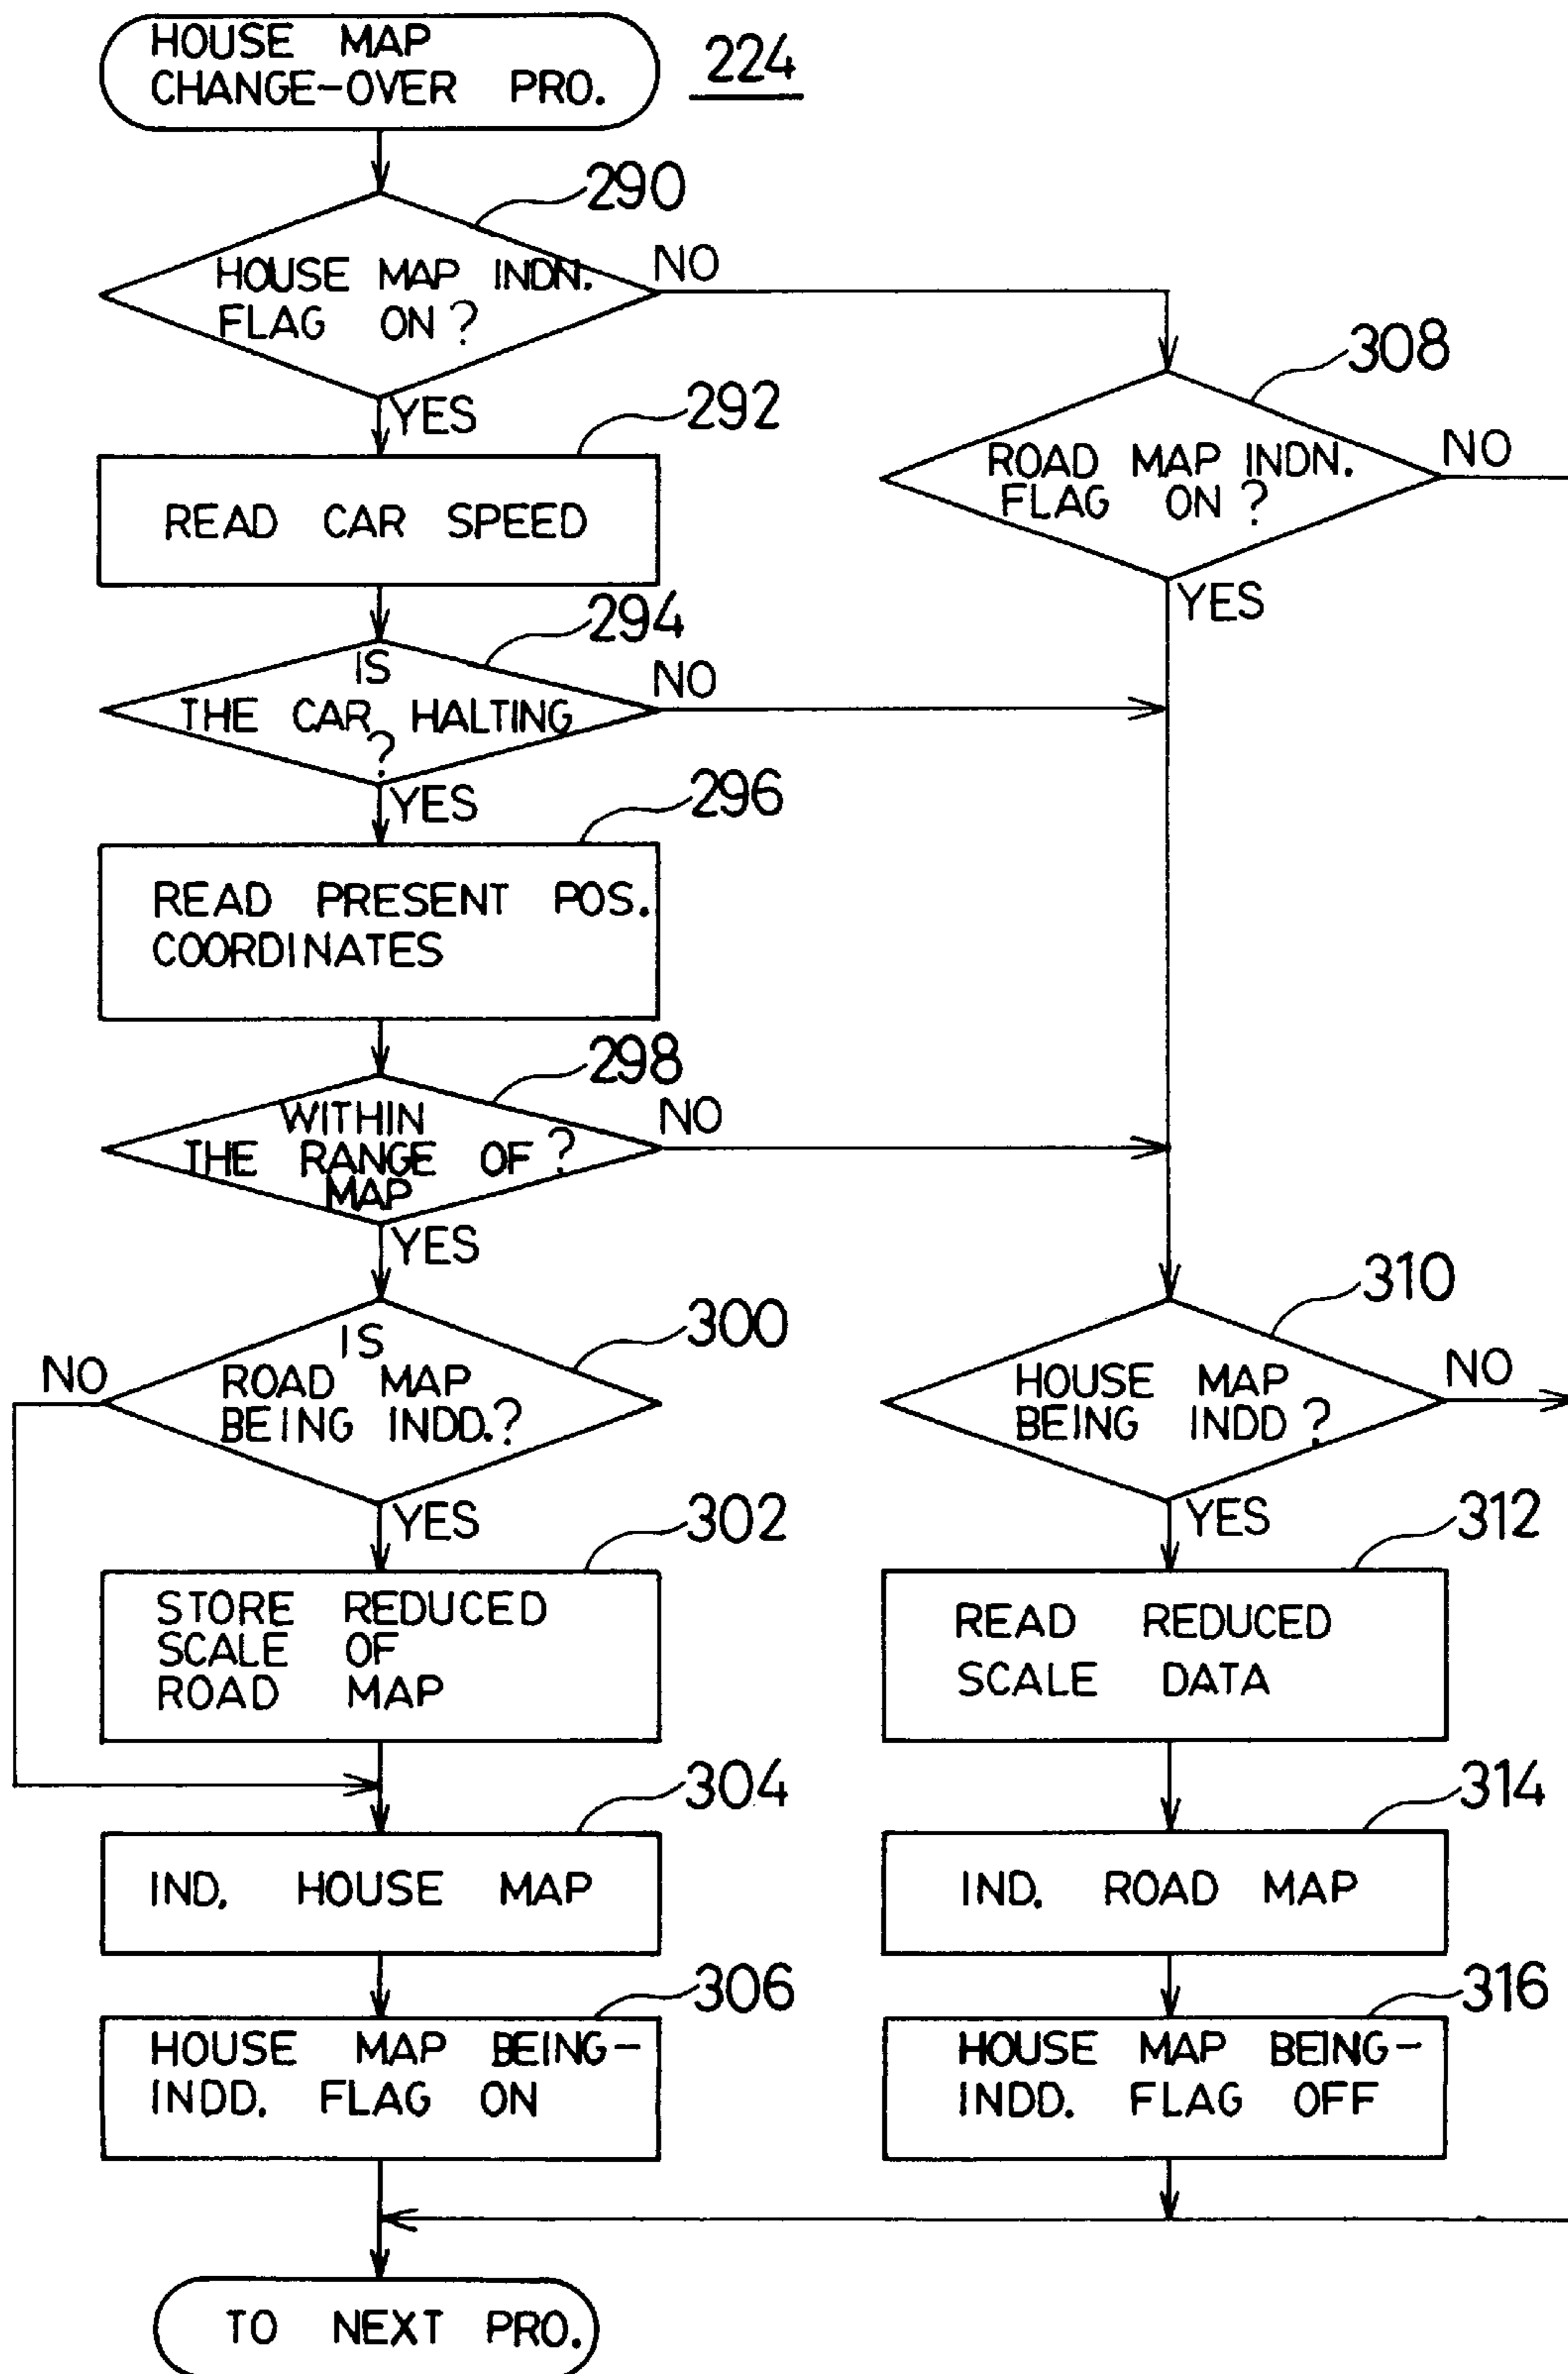 HOUSE MAP
CHANGE-OVER PRO.
224
290
HOUSE MAP INDN.
FLAG ON?
NO
YES
292
READ CAR SPEED
294
IS
THE CAR HALTING
?
NO
YES
296
READ PRESENT POS.
COORDINATES
298
WITHIN
THE RANGE OF ?
MAP
NO
YES
300
IS
ROAD MAP
BEING INDD.?
NO
YES
302
STORE REDUCED
SCALE OF
ROAD MAP
304
IND. HOUSE MAP
306
HOUSE MAP BEING-
INDD. FLAG ON
308
ROAD MAP INDN.
FLAG ON?
NO
YES
310
HOUSE MAP
BEING INDD?
NO
YES
312
READ REDUCED
SCALE DATA
314
IND. ROAD MAP
316
HOUSE MAP BEING-
INDD. FLAG OFF
TO NEXT PRO.